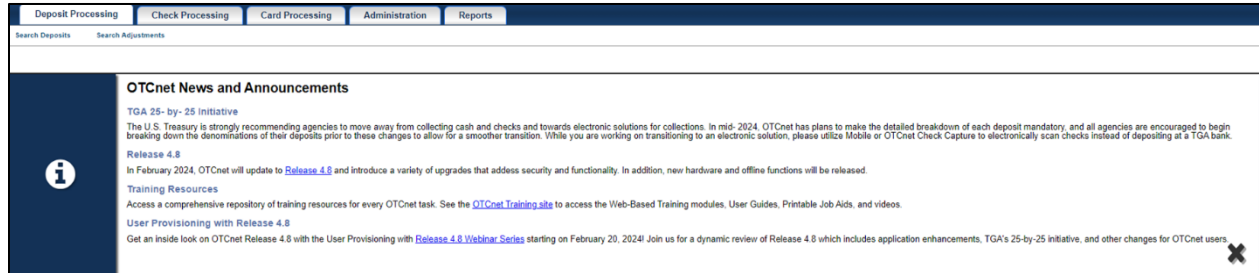 Deposit Processing Check Processing Card Processing Administration Reports
Search Deposits Search Adjustments
OTCnet News and Announcements
TGA 25- by- 25 Initiative
The U.S. Treasury is strongly recommending agencies to move away from collecting cash and checks and towards electronic solutions for collections. In mid- 2024, OTCnet has plans to make the detailed breakdown of each deposit mandatory, and all agencies are encouraged to begin
breaking down the denominations of their deposits prior to these changes to allow for a smoother transition. While you are working on transitioning to an electronic solution, please utilize Mobile or OTCnet Check Capture to electronically scan checks instead of depositing at a TGA bank.
Release 4.8
In February 2024, OTCnet will update to Release 4.8 and introduce a variety of upgrades that addess security and functionality. In addition, new hardware and offline functions will be released.
Training Resources
Access a comprehensive repository of training resources for every OTCnet task. See the OTCnet Training site to access the Web-Based Training modules, User Guides, Printable Job Aids, and videos.
User Provisioning with Release 4.8
Get an inside look on OTCnet Release 4.8 with the User Provisioning with Release 4.8 Webinar Series starting on February 20, 2024! Join us for a dynamic review of Release 4.8 which includes application enhancements, TGA's 25-by-25 initiative, and other changes for OTCnet users.